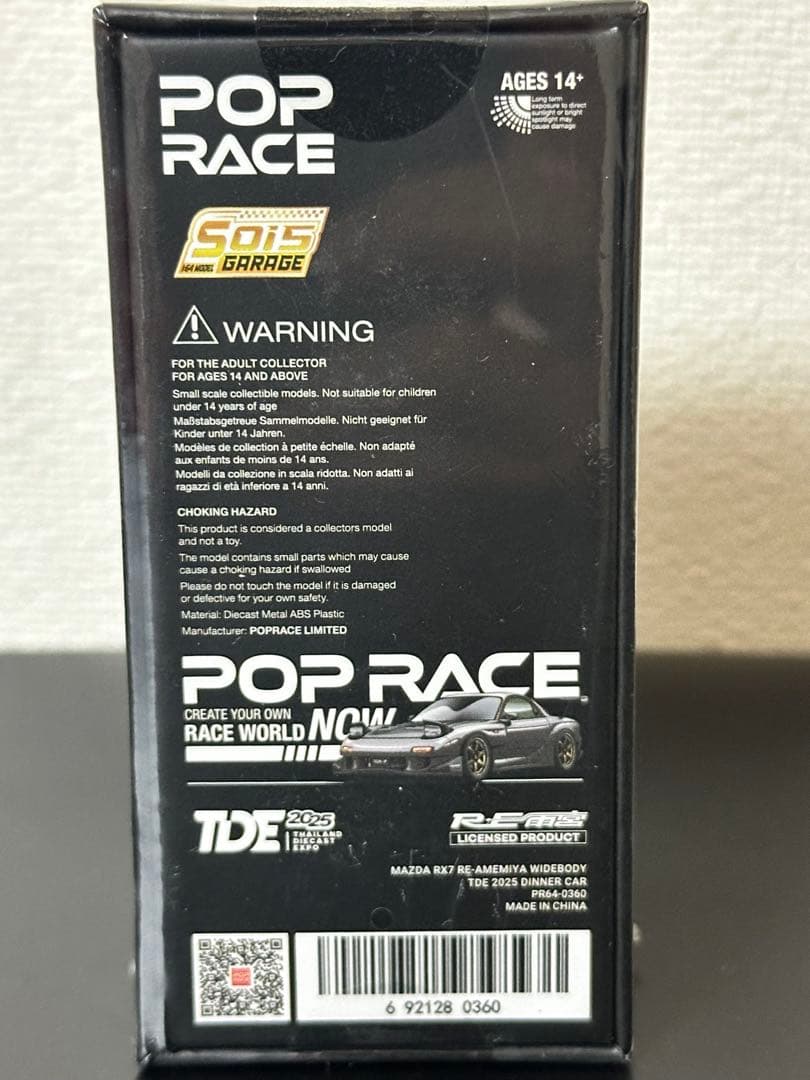 POP
RACE
AGES 14+
Long term
exposure to direct
sunlight or bright
spotlight may
cause damage
Soi5
1:64 MODEL GARAGE
WARNING
FOR THE ADULT COLLECTOR
FOR AGES 14 AND ABOVE
Small scale collectible models. Not suitable for children
under 14 years of age
Maßstabsgetreue Sammelmodelle. Nicht geeignet für
Kinder unter 14 Jahren.
Modèles de collection à petite échelle. Non adapté
aux enfants de moins de 14 ans.
Modelli da collezione in scala ridotta. Non adatti ai
ragazzi di età inferiore a 14 anni.
CHOKING HAZARD
This product is considered a collectors model
and not a toy.
The model contains small parts which may cause
cause a choking hazard if swallowed
Please do not touch the model if it is damaged
or defective for your own safety.
Material: Diecast Metal ABS Plastic
Manufacturer: POPRACE LIMITED
POP RACE
CREATE YOUR OWN
RACE WORLD NOW
TDE 2025
THAILAND
DIECAST
EXPO
RE雨宮
LICENSED PRODUCT
MAZDA RX7 RE-AMEMIYA WIDEBODY
TDE 2025 DINNER CAR
PR64-0360
MADE IN CHINA
POP
RACE
6 92128 0360